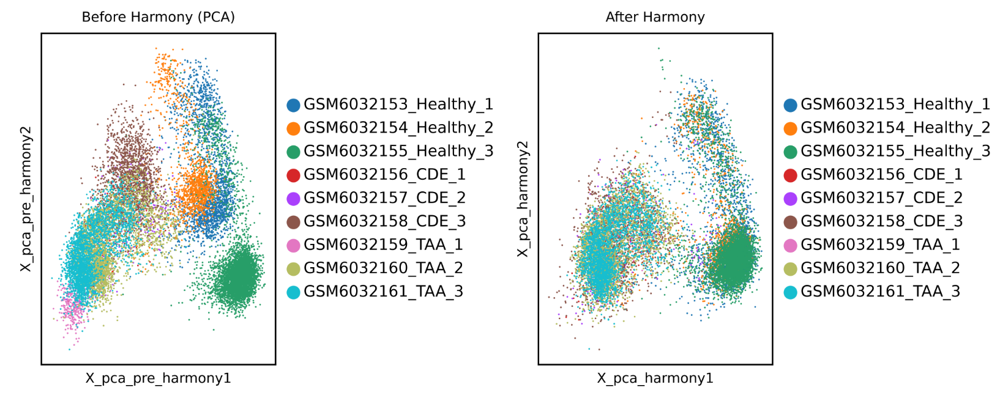 Before Harmony (PCA)
X_pca_pre_harmony2
X_pca_pre_harmony1
GSM6032153_Healthy_1
GSM6032154_Healthy_2
GSM6032155_Healthy_3
GSM6032156_CDE_1
GSM6032157_CDE_2
GSM6032158_CDE_3
GSM6032159_TAA_1
GSM6032160_TAA_2
GSM6032161_TAA_3
After Harmony
X_pca_harmony2
X_pca_harmony1
GSM6032153_Healthy_1
GSM6032154_Healthy_2
GSM6032155_Healthy_3
GSM6032156_CDE_1
GSM6032157_CDE_2
GSM6032158_CDE_3
GSM6032159_TAA_1
GSM6032160_TAA_2
GSM6032161_TAA_3